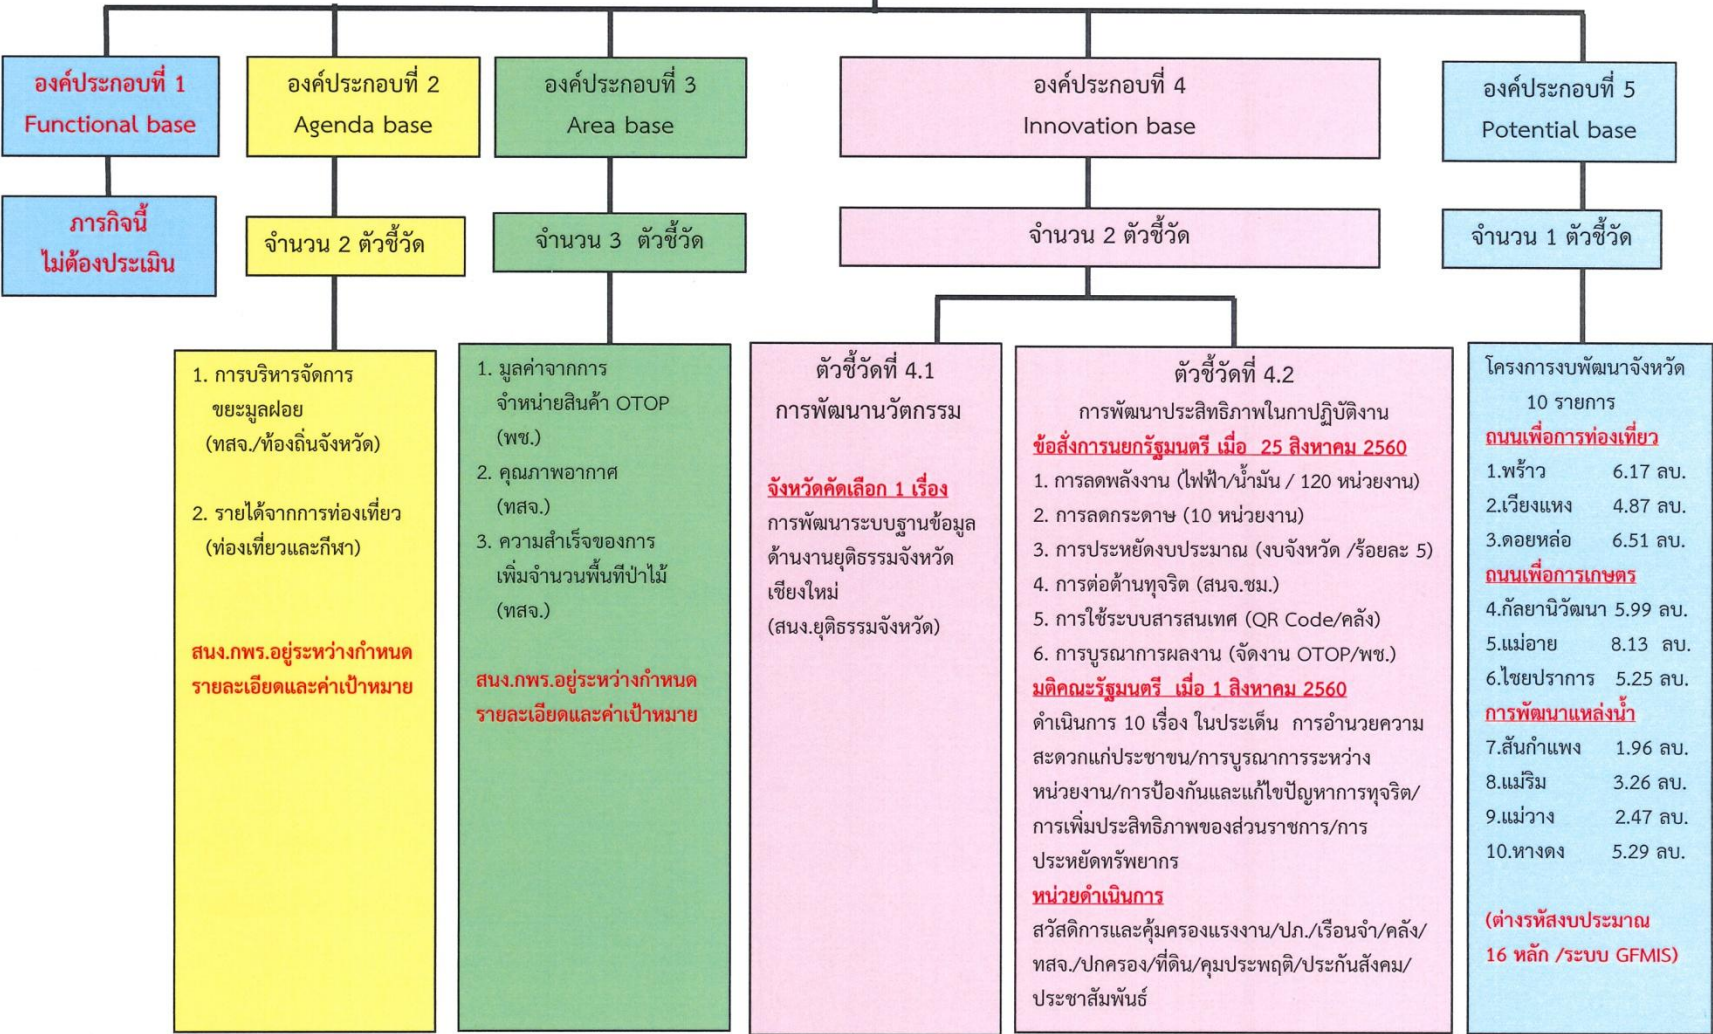 องค์ประกอบที่ 1
Functional base
ภารกิจนี้
ไม่ต้องประเมิน
องค์ประกอบที่ 2
Agenda base
จำนวน 2 ตัวชี้วัด
1. การบริหารจัดการ
ขยะมูลฝอย
(ทสจ./ท้องถิ่นจังหวัด)
2. รายได้จากการท่องเที่ยว
(ท่องเที่ยวและกีฬา)
สนง.กพร.อยู่ระหว่างกำหนด
รายละเอียดและค่าเป้าหมาย
องค์ประกอบที่ 3
Area base
จำนวน 3 ตัวชี้วัด
1. มูลค่าจากการ
จำหน่ายสินค้า OTOP
(พช.)
2. คุณภาพอากาศ
(ทสจ.)
3. ความสำเร็จของการ
เพิ่มจำนวนพื้นที่ป่าไม้
(ทสจ.)
สนง.กพร.อยู่ระหว่างกำหนด
รายละเอียดและค่าเป้าหมาย
องค์ประกอบที่ 4
Innovation base
จำนวน 2 ตัวชี้วัด
ตัวชี้วัดที่ 4.1
การพัฒนานวัตกรรม
จังหวัดคัดเลือก 1 เรื่อง
การพัฒนาระบบฐานข้อมูล
ด้านงานยุติธรรมจังหวัด
เชียงใหม่
(สนง.ยุติธรรมจังหวัด)
ตัวชี้วัดที่ 4.2
การพัฒนาประสิทธิภาพในกาปฏิบัติงาน
ข้อสั่งการนยกรัฐมนตรี เมื่อ 25 สิงหาคม 2560
1. การลดพลังงาน (ไฟฟ้า/น้ำมัน / 120 หน่วยงาน)
2. การลดกระดาษ (10 หน่วยงาน)
3. การประหยัดงบประมาณ (งบจังหวัด /ร้อยละ 5)
4. การต่อต้านทุจริต (สนจ.ชม.)
5. การใช้ระบบสารสนเทศ (QR Code/คลัง)
6. การบูรณาการผลงาน (จัดงาน OTOP/พช.)
มติคณะรัฐมนตรี เมื่อ 1 สิงหาคม 2560
ดำเนินการ 10 เรื่อง ในประเด็น การอำนวยความ
สะดวกแก่ประชาขน/การบูรณาการระหว่าง
หน่วยงาน/การป้องกันและแก้ไขปัญหาการทุจริต/
การเพิ่มประสิทธิภาพของส่วนราชการ/การ
ประหยัดทรัพยากร
หน่วยดำเนินการ
สวัสดิการและคุ้มครองแรงงาน/ปภ./เรือนจำ/คลัง/
ทสจ./ปกครอง/ที่ดิน/คุมประพฤติ/ประกันสังคม/
ประชาสัมพันธ์
องค์ประกอบที่ 5
Potential base
จำนวน 1 ตัวชี้วัด
โครงการงบพัฒนาจังหวัด
10 รายการ
ถนนเพื่อการท่องเที่ยว
1.พร้าว 6.17 ลบ.
2.เวียงแหง 4.87 ลบ.
3.ดอยหล่อ 6.51 ลบ.
ถนนเพื่อการเกษตร
4.กัลยานิวัฒนา 5.99 ลบ.
5.แม่อาย 8.13 ลบ.
6.ไชยปราการ 5.25 ลบ.
การพัฒนาแหล่งน้ำ
7.สันกำแพง 1.96 ลบ.
8.แม่ริม 3.26 ลบ.
9.แม่วาง 2.47 ลบ.
10.หางดง 5.29 ลบ.
(ต่างรหัสงบประมาณ
16 หลัก /ระบบ GFMIS)